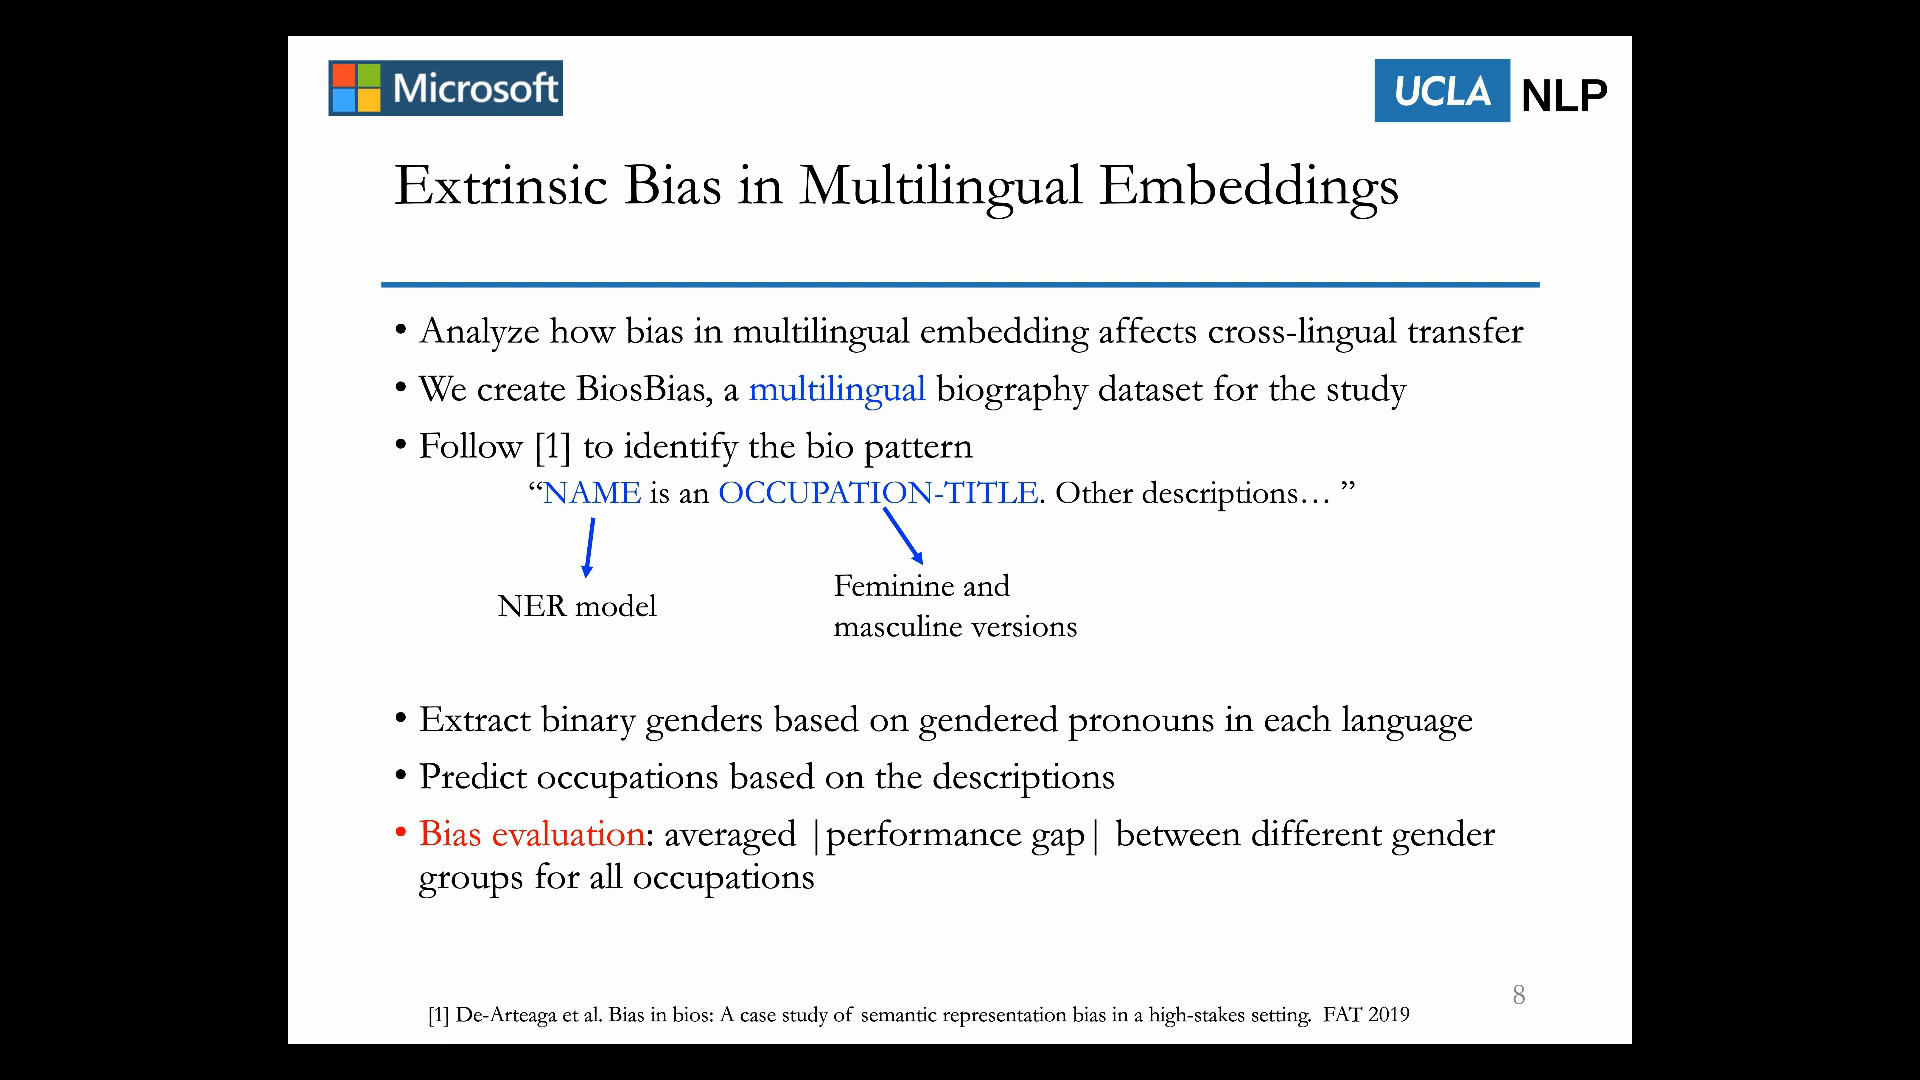 Microsoft
UCLA NLP
Extrinsic Bias in Multilingual Embeddings
• Analyze how bias in multilingual embedding affects cross-lingual transfer
• We create BiosBias, a multilingual biography dataset for the study
• Follow [1] to identify the bio pattern
“NAME is an OCCUPATION-TITLE. Other descriptions… ”
NER model
Feminine and
masculine versions
• Extract binary genders based on gendered pronouns in each language
• Predict occupations based on the descriptions
• Bias evaluation: averaged |performance gap| between different gender
groups for all occupations
8
[1] De-Arteaga et al. Bias in bios: A case study of semantic representation bias in a high-stakes setting. FAT 2019